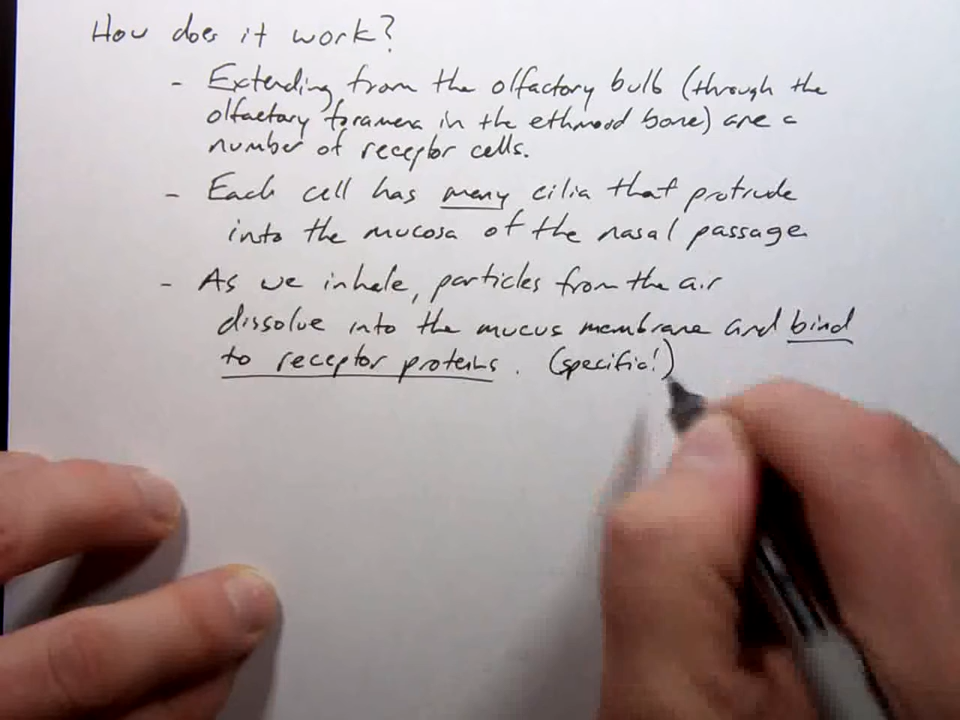 How does it work?
- Extending from the olfactory bulb (through the
olfactory foramena in the ethmoid bone) are a
number of receptor cells.
- Each cell has many cilia that protrude
into the mucosa of the nasal passage
- As we inhale, particles from the air
dissolve into the mucus membrane and bind
to receptor proteins. (specific!)